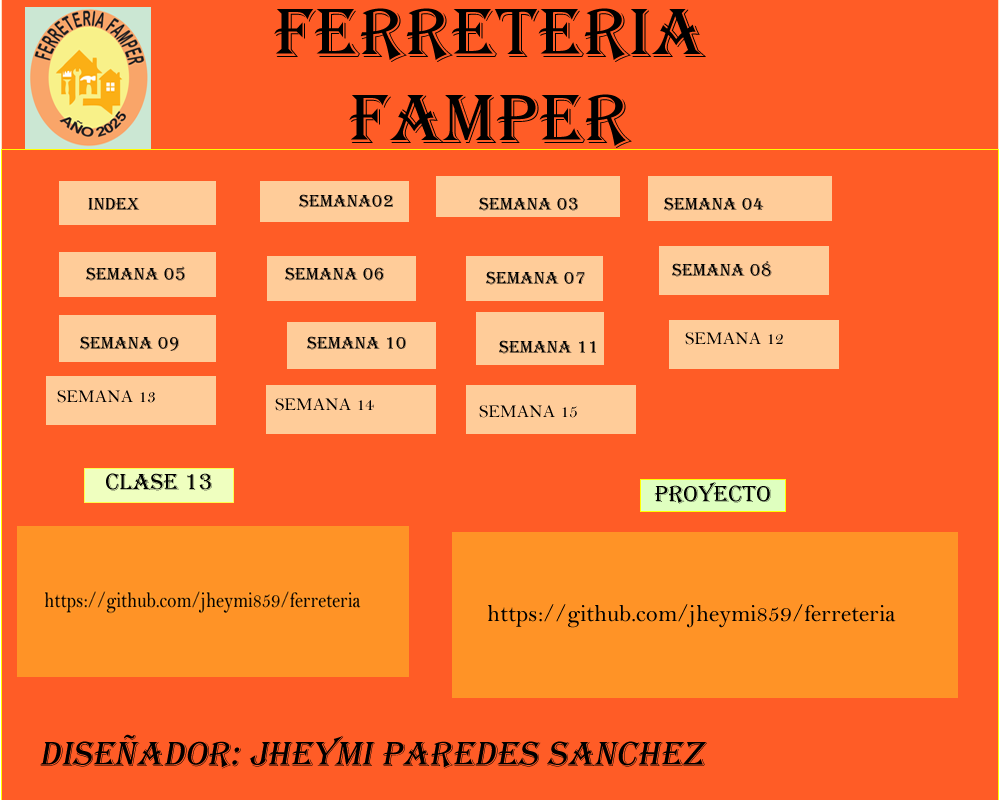 FERRETERIA FAMPER
AÑO 2025
FERRETERIA
FAMPER
INDEX
SEMANA02
SEMANA 03
SEMANA 04
SEMANA 05
SEMANA 06
SEMANA 07
SEMANA 08
SEMANA 09
SEMANA 10
SEMANA 11
SEMANA 12
SEMANA 13
SEMANA 14
SEMANA 15
CLASE 13
PROYECTO
https://github.com/jheymi859/ferreteria
https://github.com/jheymi859/ferreteria
DISEÑADOR: JHEYMI PAREDES SANCHEZ